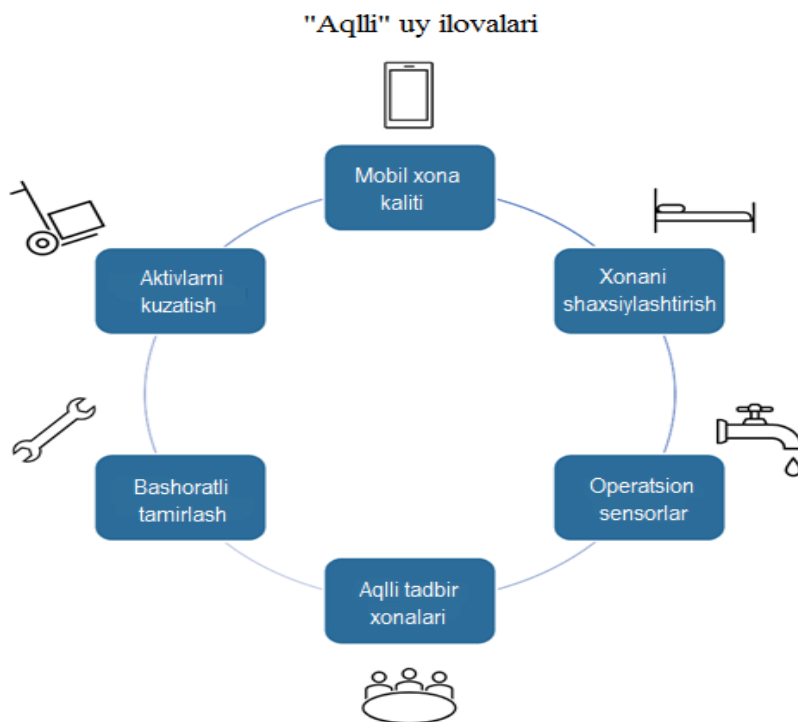 "Aqlli" uy ilovalari
Mobil xona
kaliti
Xonani
shaxsiylashtirish
Operatsion
sensorlar
Aqlli tadbir
xonalari
Bashoratli
tamirlash
Aktivlarni
kuzatish